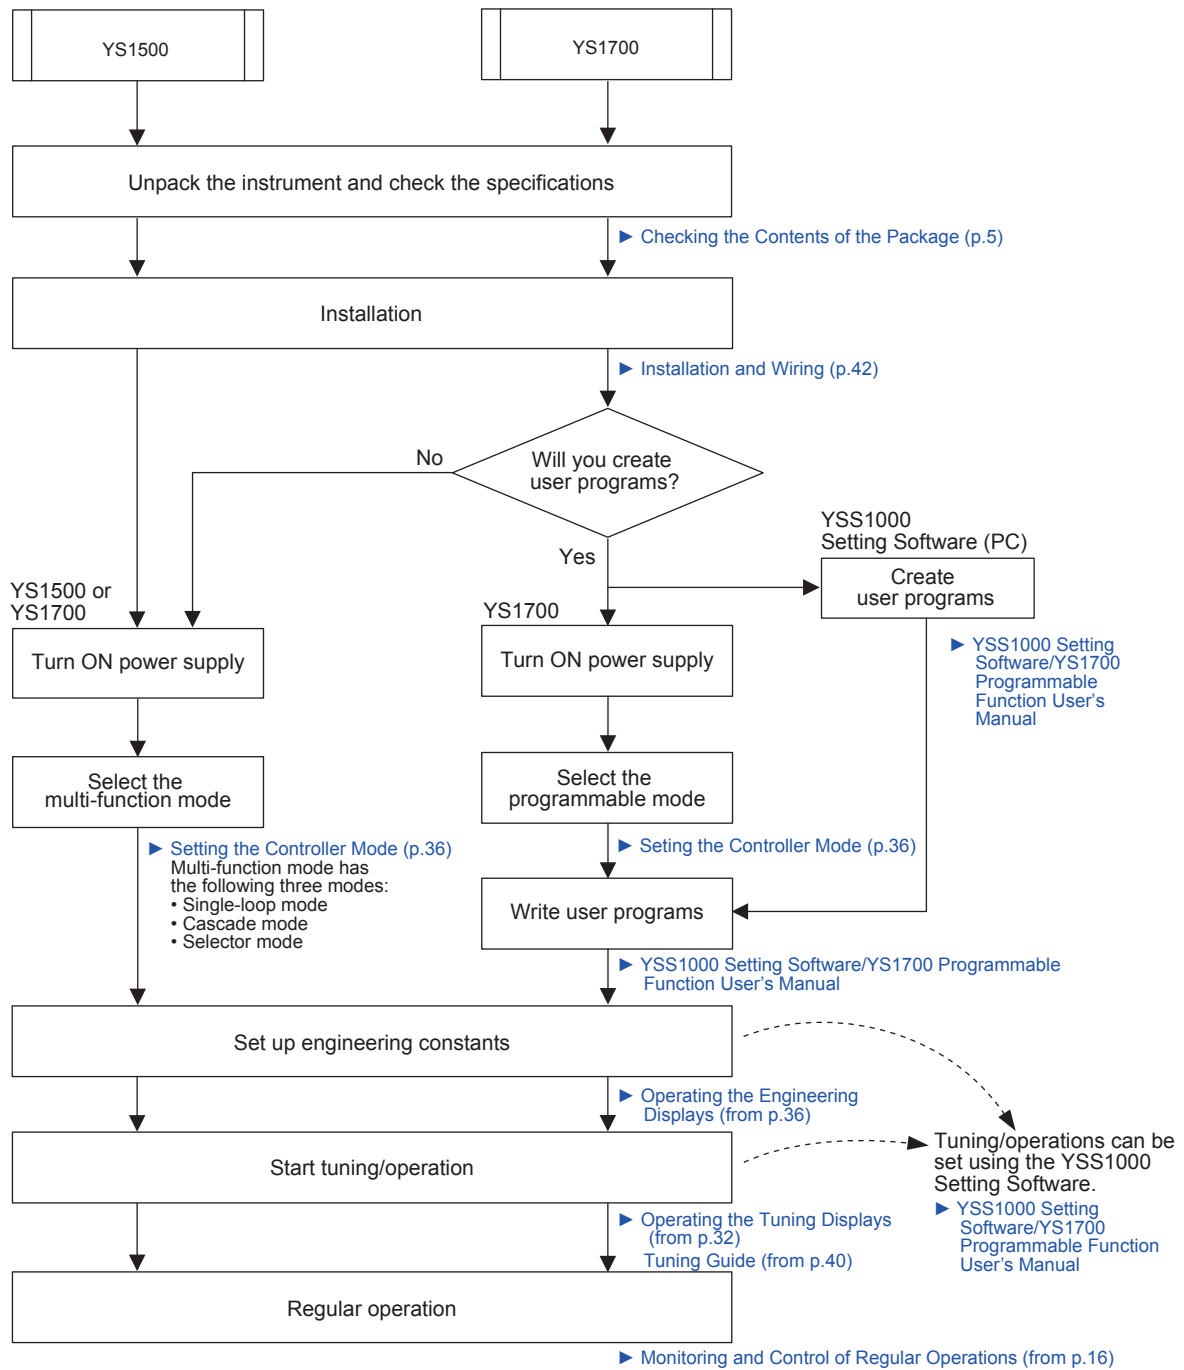 YS1500
YS1700
Unpack the instrument and check the specifications
► Checking the Contents of the Package (p.5)
Installation
► Installation and Wiring (p.42)
No
Will you create
user programs?
Yes
YSS1000
Setting Software (PC)
Create
user programs
► YSS1000 Setting
Software/YS1700
Programmable
Function User's
Manual
YS1500 or
YS1700
Turn ON power supply
YS1700
Turn ON power supply
Select the
multi-function mode
Select the
programmable mode
► Setting the Controller Mode (p.36)
Multi-function mode has
the following three modes:
• Single-loop mode
• Cascade mode
• Selector mode
► Seting the Controller Mode (p.36)
Write user programs
► YSS1000 Setting Software/YS1700 Programmable
Function User's Manual
Set up engineering constants
► Operating the Engineering
Displays (from p.36)
Start tuning/operation
Tuning/operations can be
set using the YSS1000
Setting Software.
► YSS1000 Setting
Software/YS1700
Programmable Function
User's Manual
► Operating the Tuning Displays
(from p.32)
Tuning Guide (from p.40)
Regular operation
► Monitoring and Control of Regular Operations (from p.16)